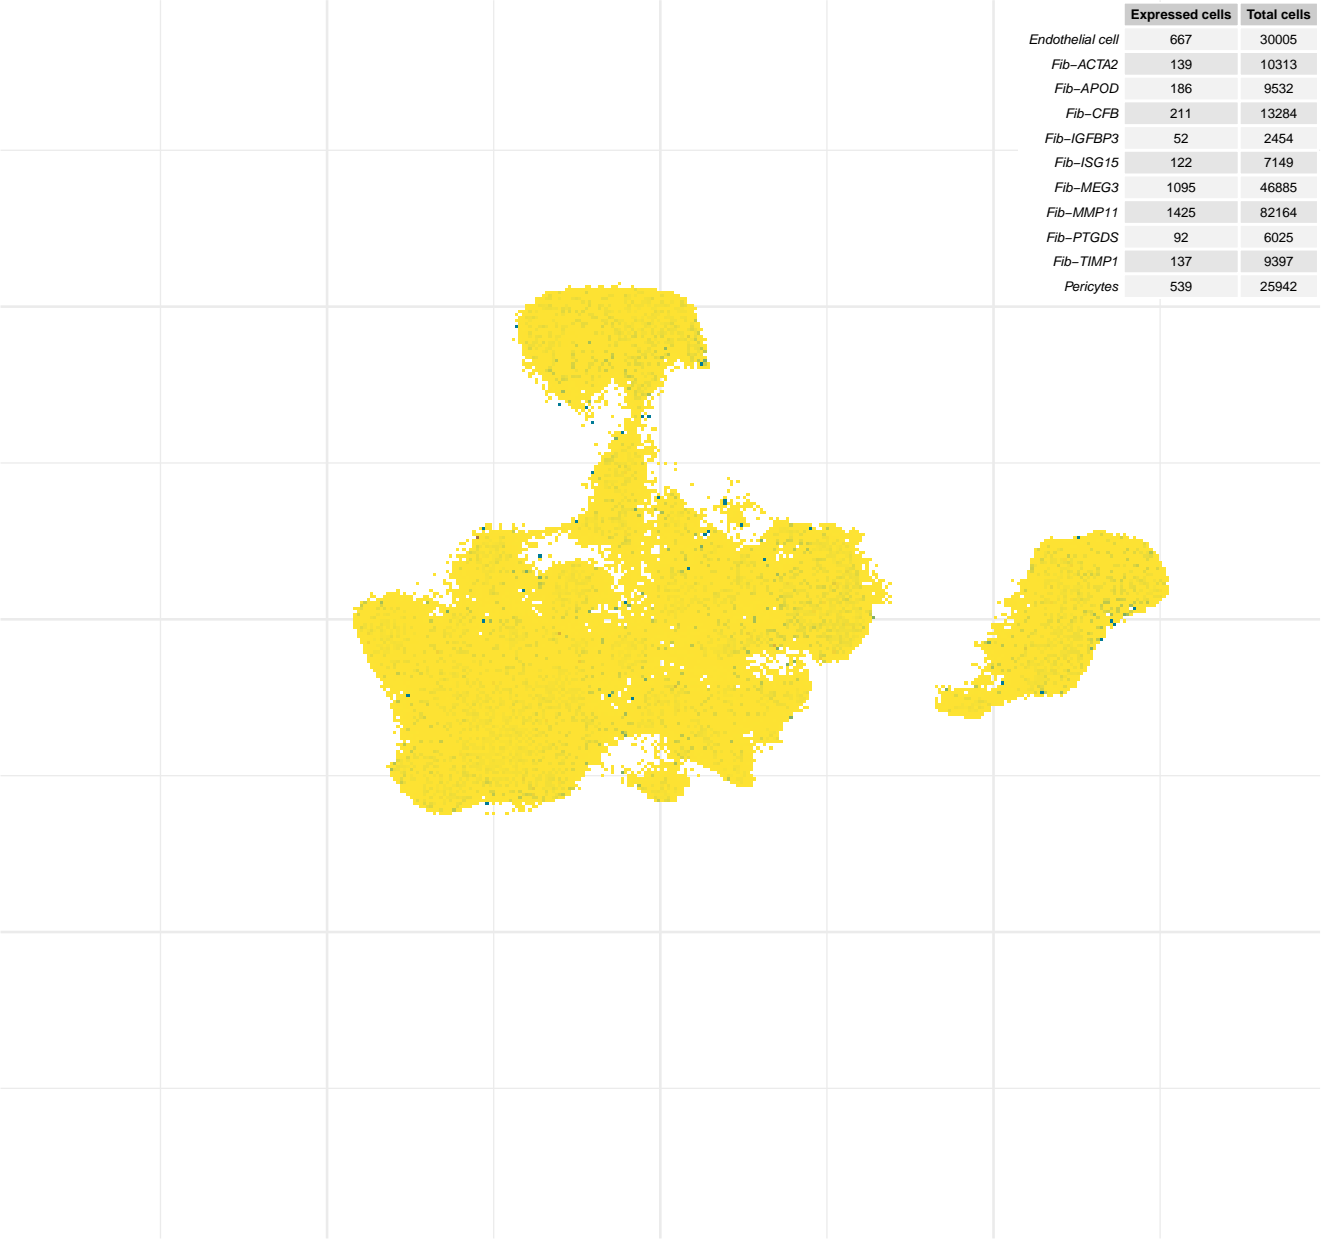 Expressed cells Total cells
Endothelial cell 667 30005
Fib−ACTA2 139 10313
Fib−APOD 186 9532
Fib−CFB 211 13284
Fib−IGFBP3 52 2454
Fib−ISG15 122 7149
Fib−MEG3 1095 46885
Fib−MMP11 1425 82164
Fib−PTGDS 92 6025
Fib−TIMP1 137 9397
Pericytes 539 25942